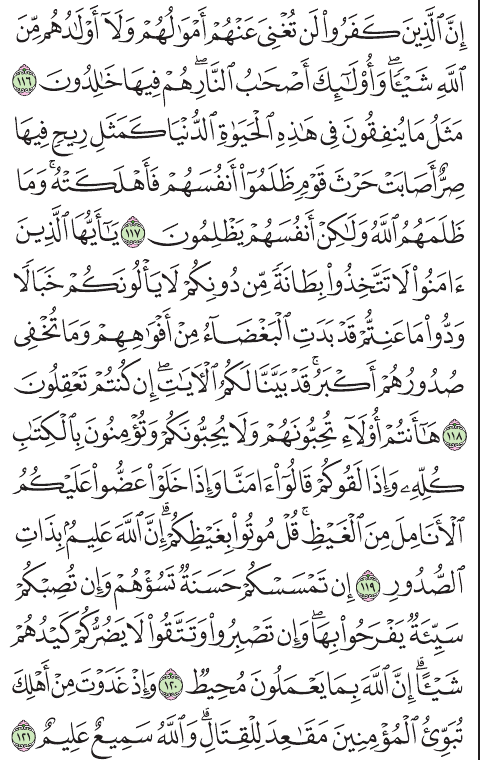 إِنَّ ٱلَّذِينَ كَفَرُوا۟ لَن تُغْنِىَ عَنْهُمْ أَمْوَٰلُهُمْ وَلَآ أَوْلَٰدُهُم مِّنَ
ٱللَّهِ شَيْـًٔا ۖ وَأُو۟لَٰٓئِكَ أَصْحَٰبُ ٱلنَّارِ ۚ هُمْ فِيهَا خَٰلِدُونَ ١١٦
مَثَلُ مَا يُنفِقُونَ فِى هَٰذِهِ ٱلْحَيَوٰةِ ٱلدُّنْيَا كَمَثَلِ رِيحٍ فِيهَا
صِرٌّ أَصَابَتْ حَرْثَ قَوْمٍ ظَلَمُوٓا۟ أَنفُسَهُمْ فَأَهْلَكَتْهُ ۚ وَمَا
ظَلَمَهُمُ ٱللَّهُ وَلَٰكِنْ أَنفُسَهُمْ يَظْلِمُونَ ١١٧ يَٰٓأَيُّهَا ٱلَّذِينَ
ءَامَنُوا۟ لَا تَتَّخِذُوا۟ بِطَانَةً مِّن دُونِكُمْ لَا يَأْلُونَكُمْ خَبَالًا
وَدُّوا۟ مَا عَنِتُّمْ قَدْ بَدَتِ ٱلْبَغْضَآءُ مِنْ أَفْوَٰهِهِمْ وَمَا تُخْفِى
صُدُورُهُمْ أَكْبَرُ ۚ قَدْ بَيَّنَّا لَكُمُ ٱلْـَٔايَٰتِ ۖ إِن كُنتُمْ تَعْقِلُونَ
١١٨ هَٰٓأَنتُمْ أُو۟لَآءِ تُحِبُّونَهُمْ وَلَا يُحِبُّونَكُمْ وَتُؤْمِنُونَ بِٱلْكِتَٰبِ
كُلِّهِۦ وَإِذَا لَقُوكُمْ قَالُوٓا۟ ءَامَنَّا وَإِذَا خَلَوْا۟ عَضُّوا۟ عَلَيْكُمُ
ٱلْأَنَامِلَ مِنَ ٱلْغَيْظِ ۚ قُلْ مُوتُوا۟ بِغَيْظِكُمْ ۗ إِنَّ ٱللَّهَ عَلِيمٌۢ بِذَاتِ
ٱلصُّدُورِ ١١٩ إِن تَمْسَسْكُمْ حَسَنَةٌ تَسُؤْهُمْ وَإِن تُصِبْكُمْ
سَيِّئَةٌ يَفْرَحُوا۟ بِهَا ۖ وَإِن تَصْبِرُوا۟ وَتَتَّقُوا۟ لَا يَضُرُّكُمْ كَيْدُهُمْ
شَيْـًٔا ۗ إِنَّ ٱللَّهَ بِمَا يَعْمَلُونَ مُحِيطٌ ١٢٠ وَإِذْ غَدَوْتَ مِنْ أَهْلِكَ
تُبَوِّئُ ٱلْمُؤْمِنِينَ مَقَٰعِدَ لِلْقِتَالِ ۗ وَٱللَّهُ سَمِيعٌ عَلِيمٌ ١٢١